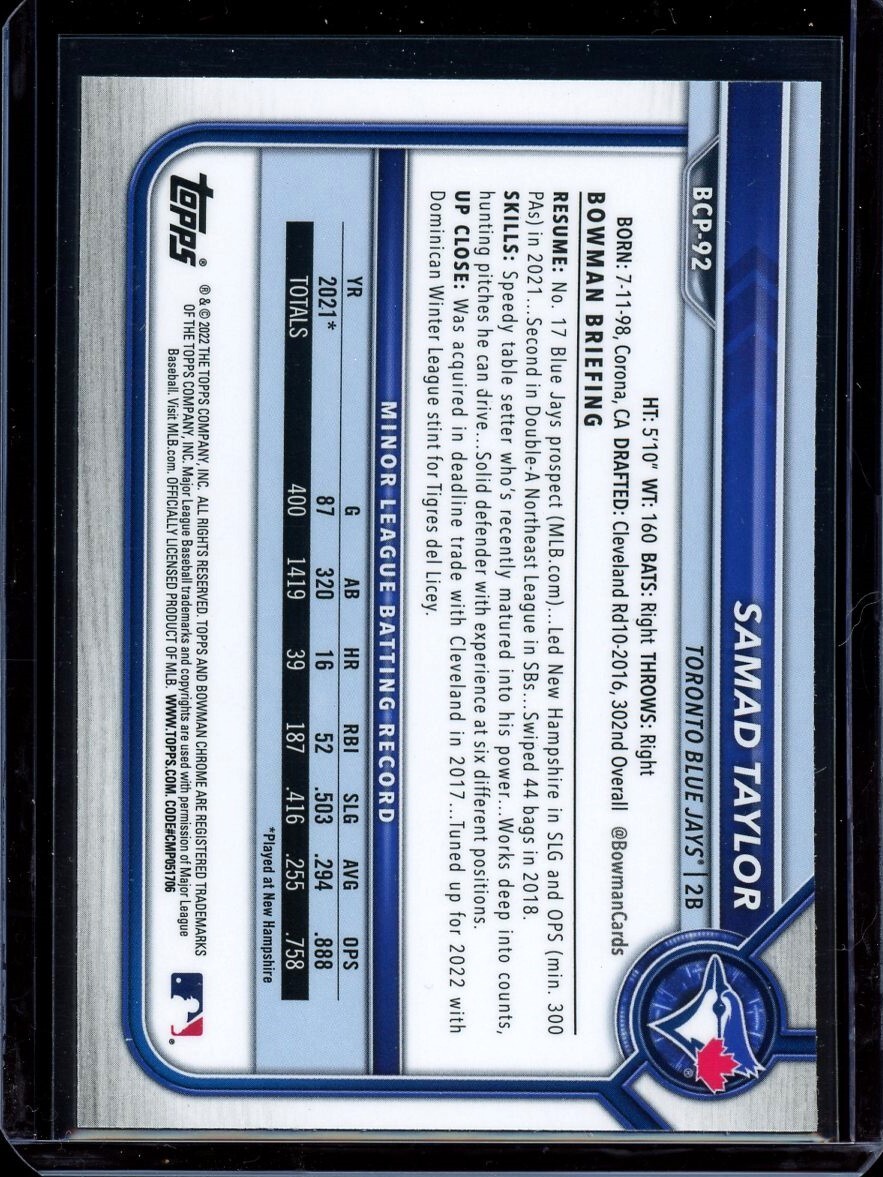 BCP-92
SAMAD TAYLOR
TORONTO BLUE JAYS® | 2B
HT: 5'10" WT: 160 BATS: Right THROWS: Right
BORN: 7-11-98, Corona, CA DRAFTED: Cleveland Rd10-2016, 302nd Overall @BowmanCards
BOWMAN BRIEFING
RESUME: No. 17 Blue Jays prospect (MLB.com)...Led New Hampshire in SLG and OPS (min. 300
PAs) in 2021...Second in Double-A Northeast League in SBs...Swiped 44 bags in 2018.
SKILLS: Speedy table setter who's recently matured into his power...Works deep into counts,
hunting pitches he can drive...Solid defender with experience at six different positions.
UP CLOSE: Was acquired in deadline trade with Cleveland in 2017...Tuned up for 2022 with
Dominican Winter League stint for Tigres del Licey.
MINOR LEAGUE BATTING RECORD
YR G AB HR RBI SLG AVG OPS
2021* 87 320 16 52 .503 .294 .888
TOTALS 400 1419 39 187 .416 .255 .758
*Played at New Hampshire
topps®
® & © 2022 THE TOPPS COMPANY, INC. ALL RIGHTS RESERVED. TOPPS AND BOWMAN CHROME ARE REGISTERED TRADEMARKS
OF THE TOPPS COMPANY, INC. Major League Baseball trademarks and copyrights are used with permission of Major League
Baseball. Visit MLB.com. OFFICIALLY LICENSED PRODUCT OF MLB. WWW.TOPPS.COM. CODE#CMP051706